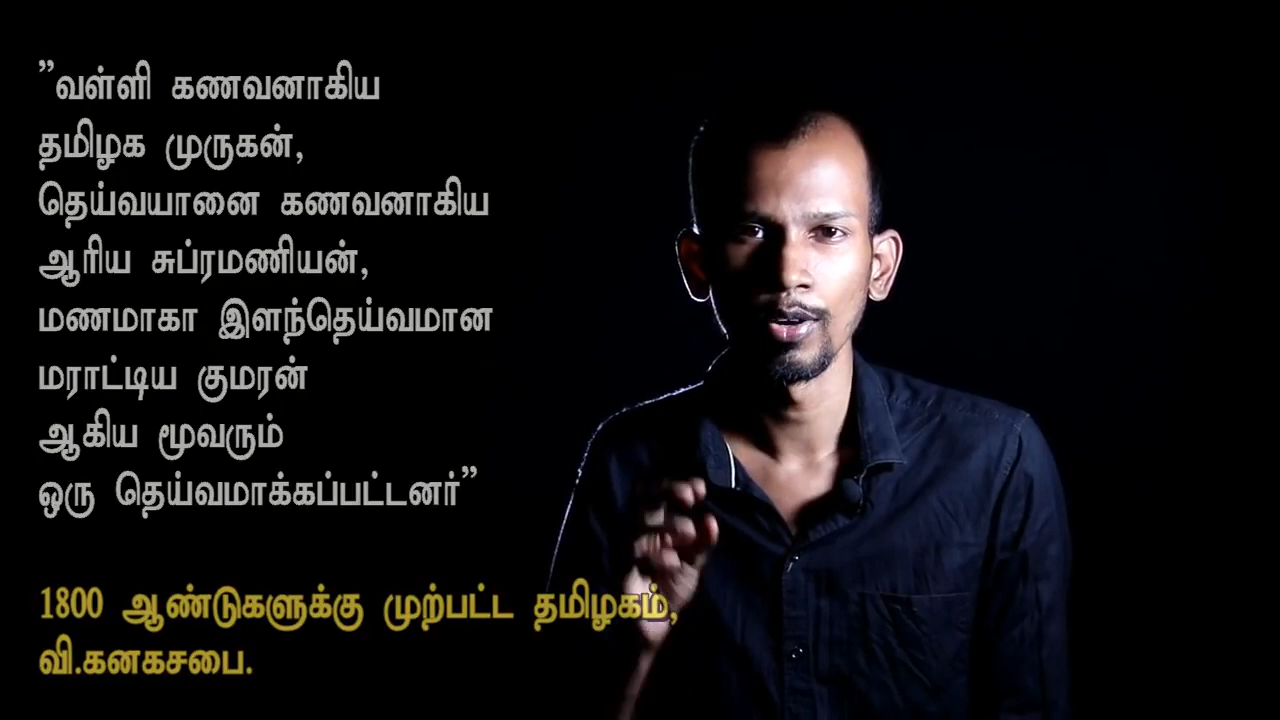 ”வள்ளி கணவனாகிய
தமிழக முருகன்,
தெய்வயானை கணவனாகிய
ஆரிய சுப்ரமணியன்,
மணமாகா இளந்தெய்வமான
மராட்டிய குமரன்
ஆகிய மூவரும்
ஒரு தெய்வமாக்கப்பட்டனர்”
1800 ஆண்டுகளுக்கு முற்பட்ட தமிழகம்,
வி.கனகசபை.